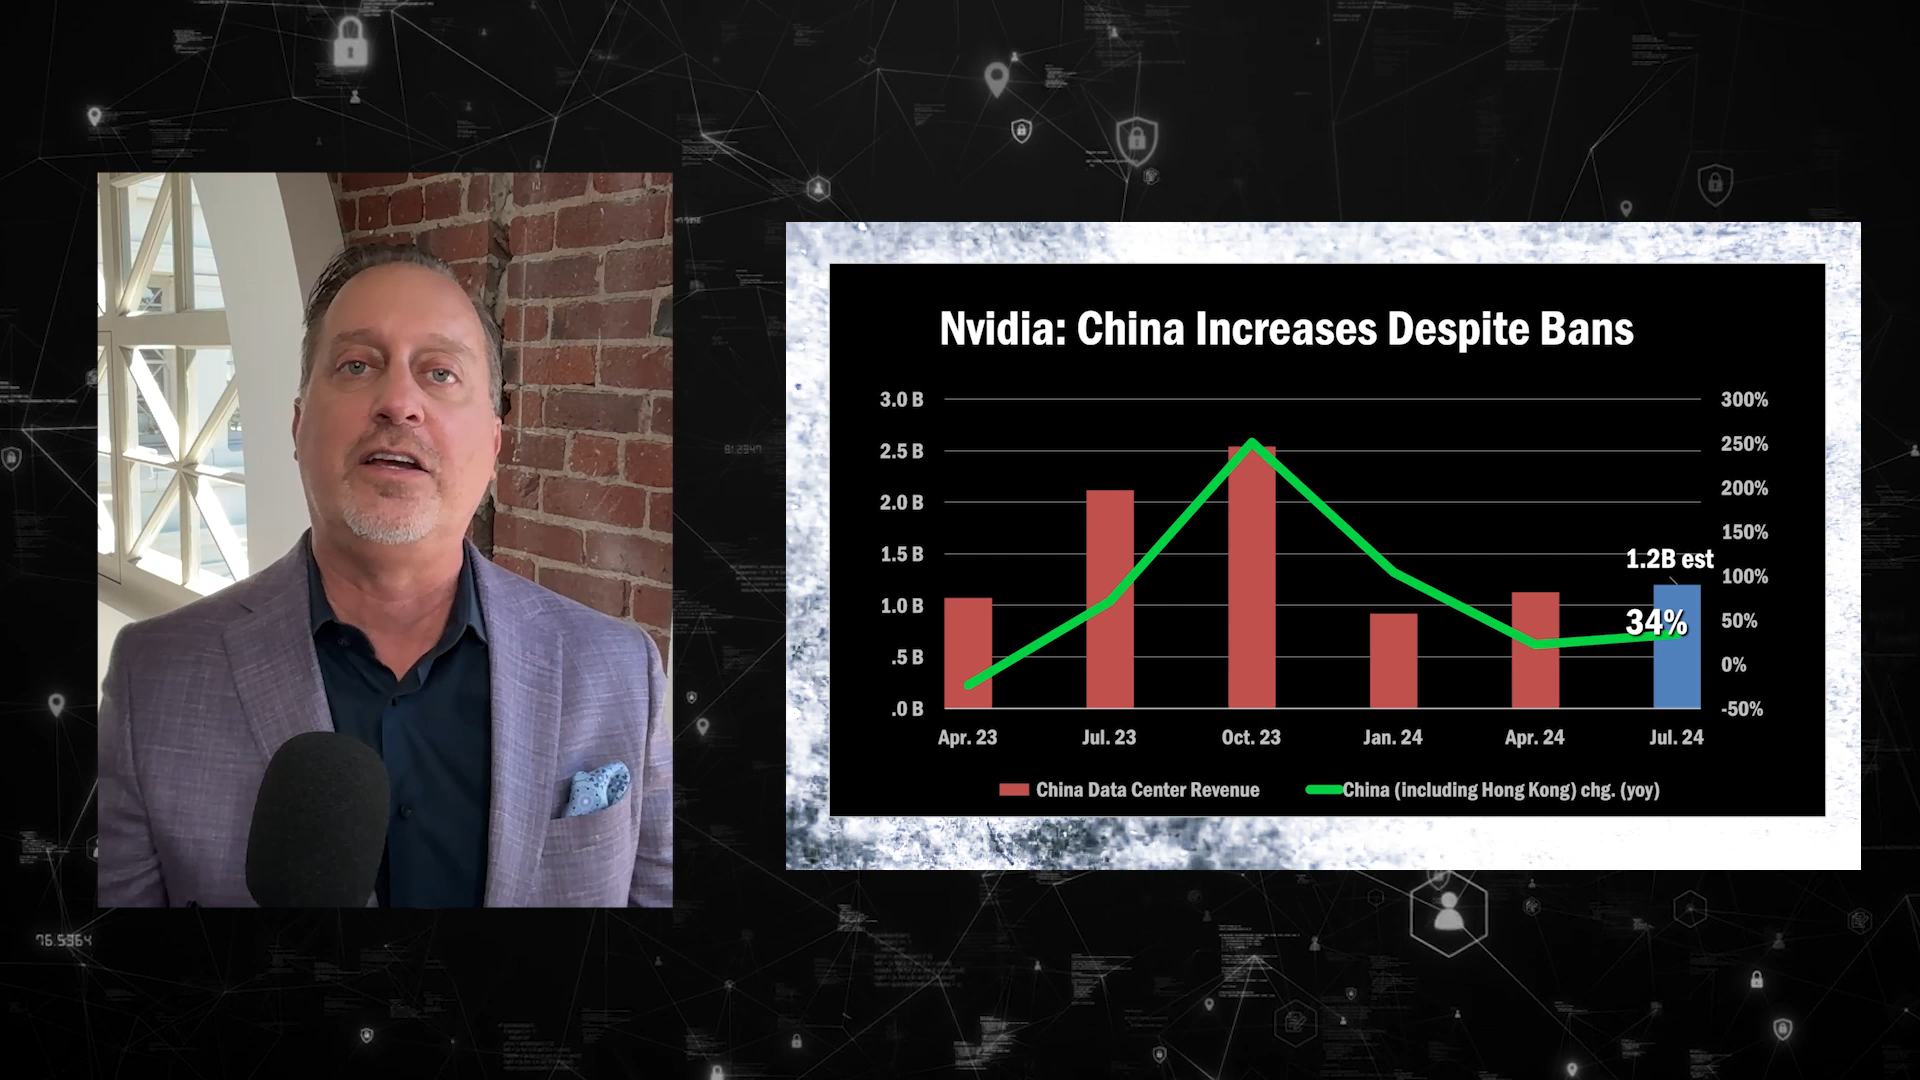 Nvidia: China Increases Despite Bans
3.0 B
2.5 B
2.0 B
1.5 B
1.0 B
.5 B
.0 B
300%
250%
200%
150%
100%
50%
0%
-50%
1.2B est
34%
Apr. 23 Jul. 23 Oct. 23 Jan. 24 Apr. 24 Jul. 24
China Data Center Revenue China (including Hong Kong) chg. (yoy)
76.5364